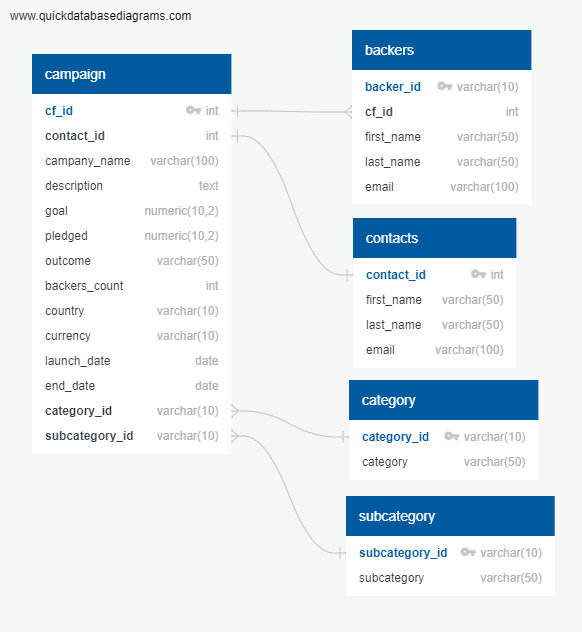 www.quickdatabasediagrams.com
campaign
cf_id int
contact_id int
campany_name varchar(100)
description text
goal numeric(10,2)
pledged numeric(10,2)
outcome varchar(50)
backers_count int
country varchar(10)
currency varchar(10)
launch_date date
end_date date
category_id varchar(10)
subcategory_id varchar(10)
backers
backer_id varchar(10)
cf_id int
first_name varchar(50)
last_name varchar(50)
email varchar(100)
contacts
contact_id int
first_name varchar(50)
last_name varchar(50)
email varchar(100)
category
category_id varchar(10)
category varchar(50)
subcategory
subcategory_id varchar(10)
subcategory varchar(50)